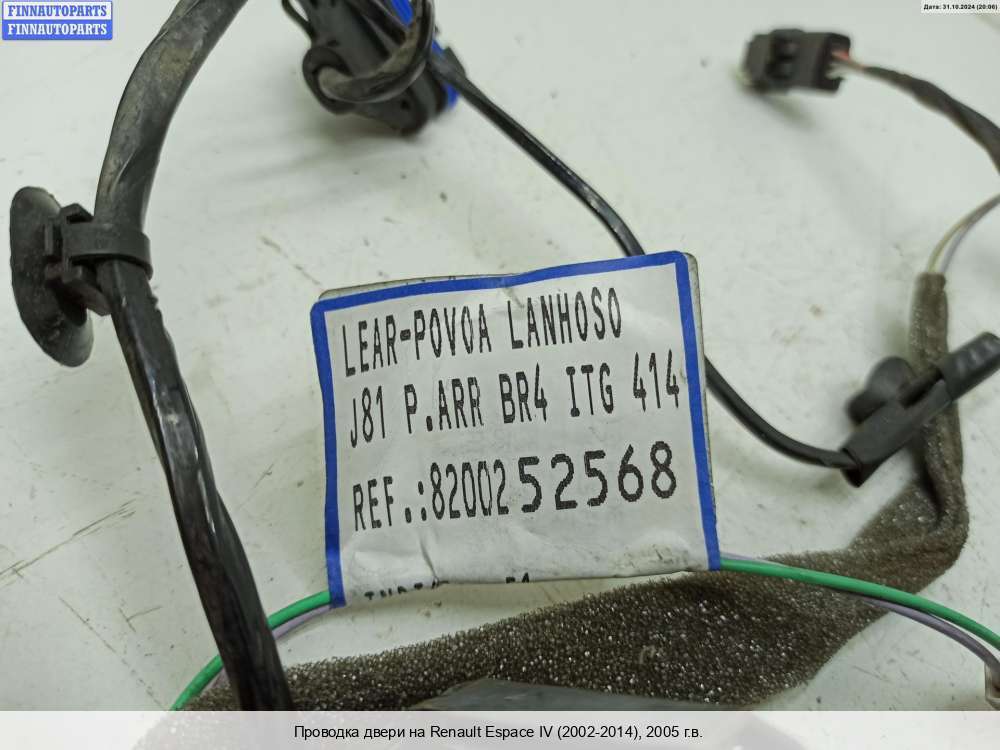 FINNAUTOPARTS
FINNAUTOPARTS
Дата: 31.10.2024 (20:06)
LEAR-POVOA LANHOSO
J81 P.ARR BR4 ITG 414
REF.:8200252568
Проводка двери на Renault Espace IV (2002-2014), 2005 г.в.